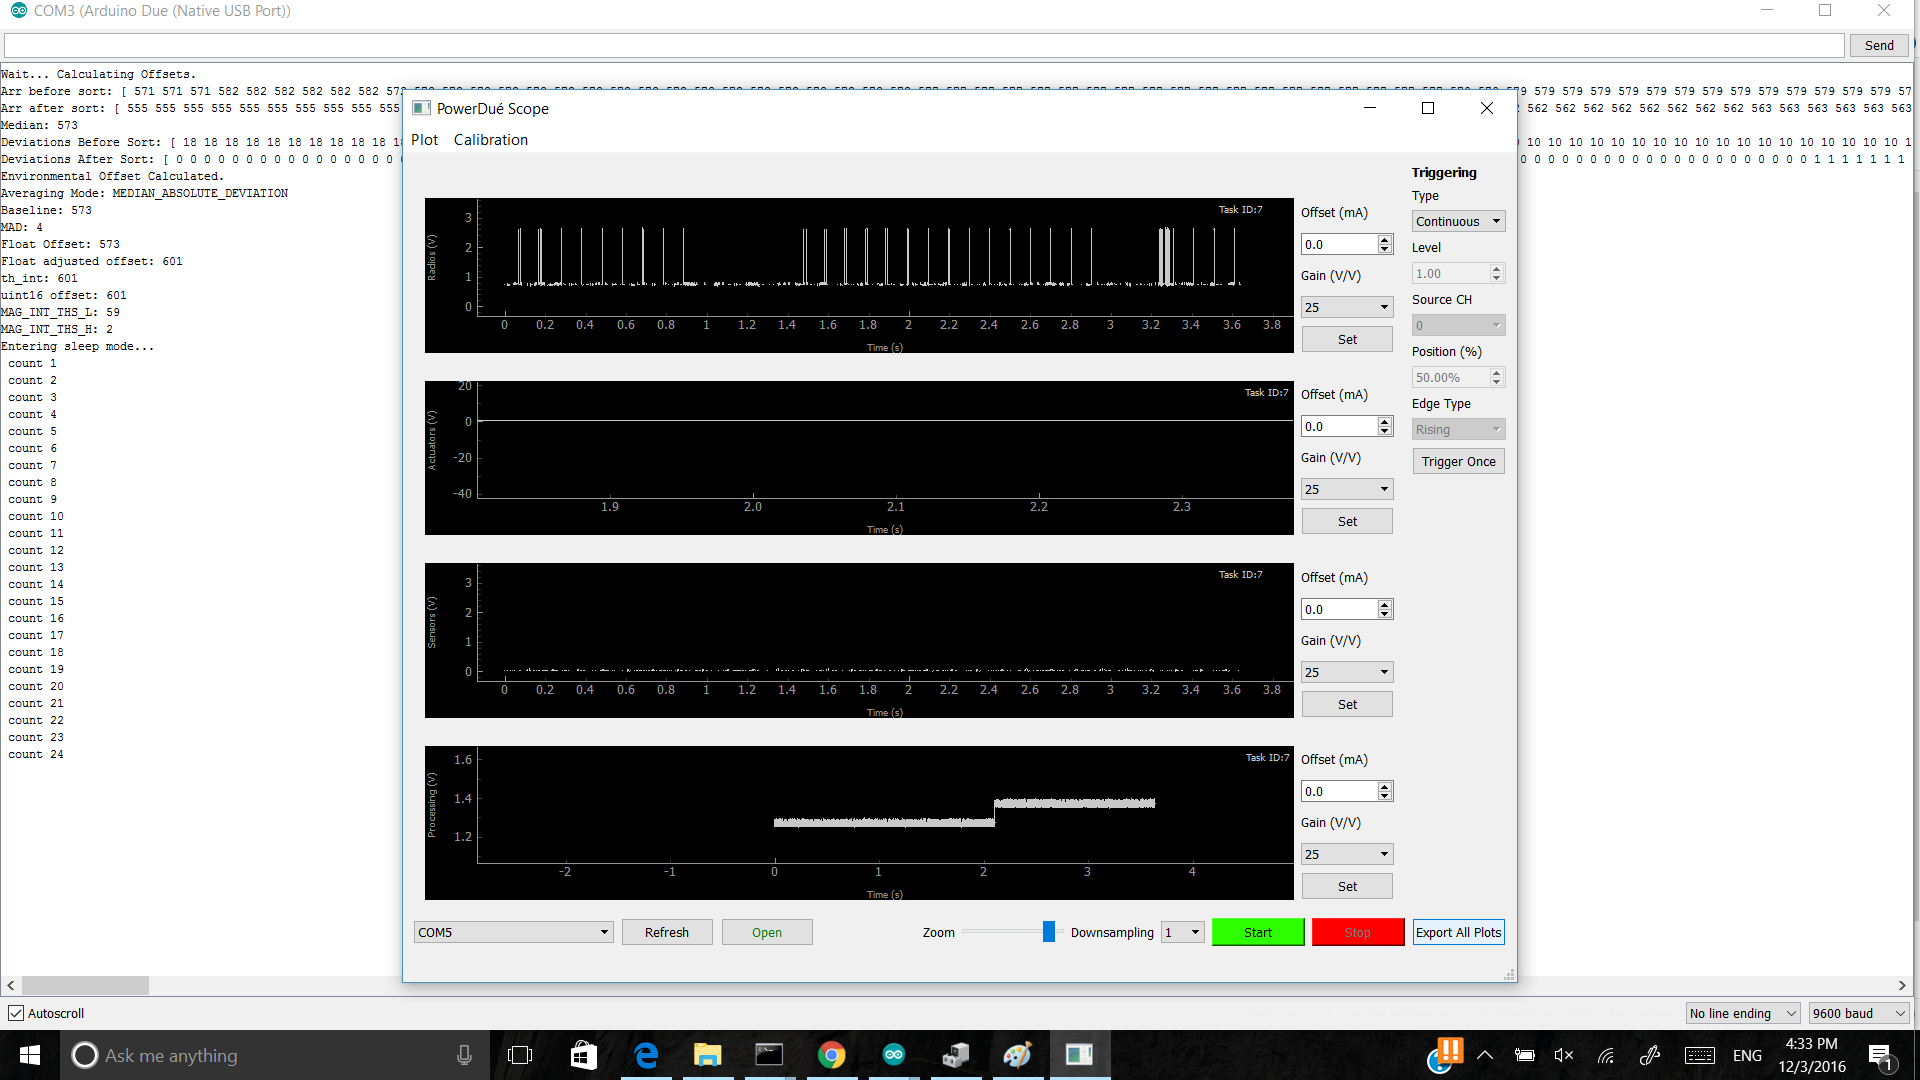 COM3 (Arduino Due (Native USB Port))
Send
Wait... Calculating Offsets.
Arr before sort: [ 571 571 571 582 582 582 582 582 582 573
579 579 579 579 579 579 57
Arr after sort: [ 555 555 555 555 555 555 555 555 555 555
562 562 562 562 563 563 563 563
Median: 573
Deviations Before Sort: [ 18 18 18 18 18 18 18 18 18 18 18 18 18 18 18
10 10 10 10 10 10 10 10 10 10 10 10 10 10 10 10 10 10 1
Deviations After Sort: [ 0 0 0 0 0 0 0 0 0 0 0 0 0 0 0 0
0 0 0 0 0 0 0 0 0 0 0 0 0 0 0 0 0 0 0 0 0 1 1 1 1 1 1 1
Environmental Offset Calculated.
Averaging Mode: MEDIAN_ABSOLUTE_DEVIATION
Baseline: 573
MAD: 4
Float Offset: 573
Float adjusted offset: 601
th_int: 601
uint16 offset: 601
MAG_INT_THS_L: 59
MAG_INT_THS_H: 2
Entering sleep mode...
count 1
count 2
count 3
count 4
count 5
count 6
count 7
count 8
count 9
count 10
count 11
count 12
count 13
count 14
count 15
count 16
count 17
count 18
count 19
count 20
count 21
count 22
count 23
count 24
PowerDué Scope
Plot Calibration
Task ID:7
Radios (V)
3
2
1
0
0 0.2 0.4 0.6 0.8 1 1.2 1.4 1.6 1.8 2 2.2 2.4 2.6 2.8 3 3.2 3.4 3.6 3.8
Time (s)
Offset (mA)
0.0
Gain (V/V)
25
Set
Task ID:7
Actuators (V)
20
0
-20
-40
1.9 2.0 2.1 2.2 2.3
Time (s)
Offset (mA)
0.0
Gain (V/V)
25
Set
Task ID:7
Sensors (V)
3
2
1
0
0 0.2 0.4 0.6 0.8 1 1.2 1.4 1.6 1.8 2 2.2 2.4 2.6 2.8 3 3.2 3.4 3.6 3.8
Time (s)
Offset (mA)
0.0
Gain (V/V)
25
Set
Task ID:7
Processing (V)
1.6
1.4
1.2
-2 -1 0 1 2 3 4
Time (s)
Offset (mA)
0.0
Gain (V/V)
25
Set
Triggering
Type
Continuous
Level
1.00
Source CH
0
Position (%)
50.00%
Edge Type
Rising
Trigger Once
COM5 Refresh Open Zoom Downsampling 1 Start Stop Export All Plots
Autoscroll
No line ending 9600 baud
Ask me anything
ENG
4:33 PM
12/3/2016
1